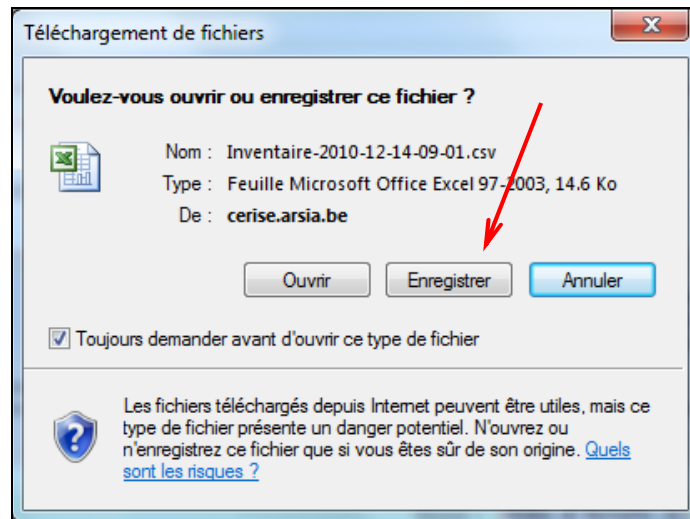 Téléchargement de fichiers
Voulez-vous ouvrir ou enregistrer ce fichier ?
Nom : Inventaire-2010-12-14-09-01.csv
Type : Feuille Microsoft Office Excel 97-2003, 14.6 Ko
De : cerise.arsia.be
Ouvrir Enregistrer Annuler
Toujours demander avant d'ouvrir ce type de fichier
Les fichiers téléchargés depuis Internet peuvent être utiles, mais ce
type de fichier présente un danger potentiel. N'ouvrez ou
n'enregistrez ce fichier que si vous êtes sûr de son origine. Quels
sont les risques ?